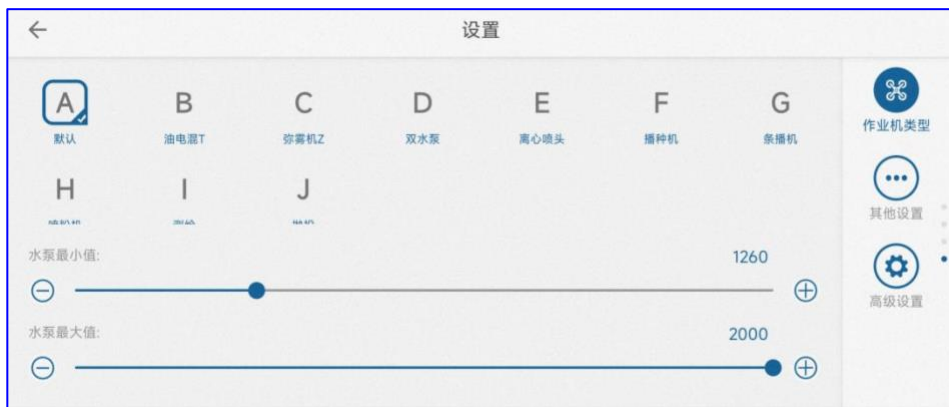 设置
A B C D E F G
默认 油电混T 弥雾机Z 双水泵 离心喷头 播种机 条播机
作业机类型
H I J
其他设置
水泵最小值: 1260
高级设置
水泵最大值: 2000